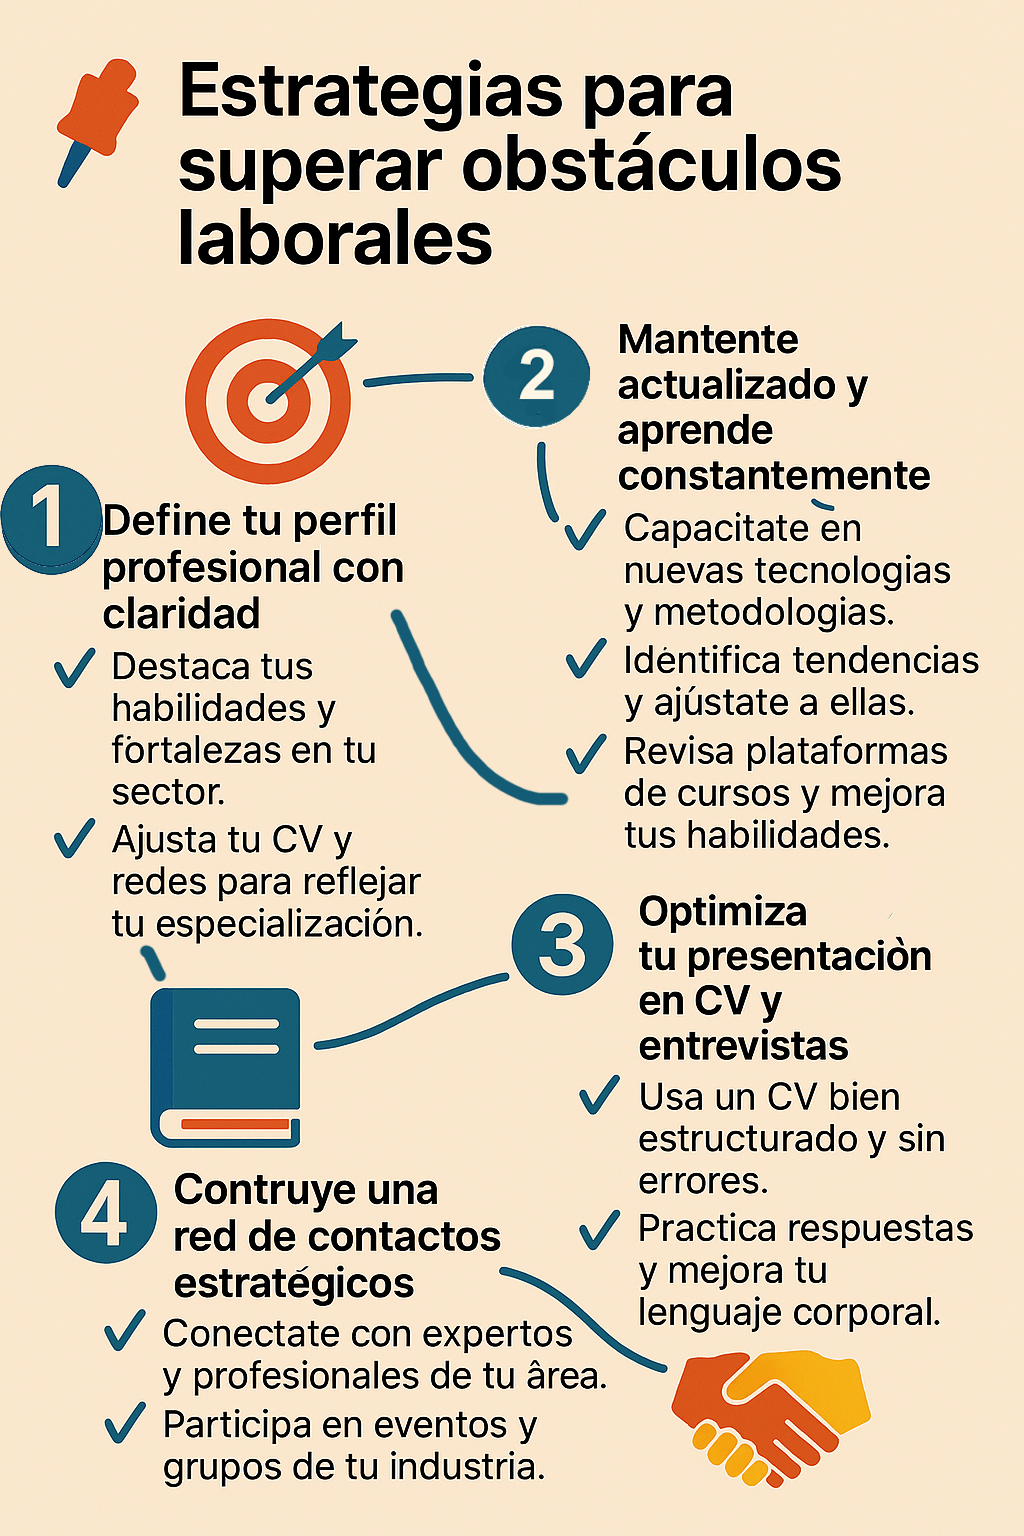 Estrategias para
superar obstáculos
laborales
1
Define tu perfil
profesional con
claridad
Destaca tus
habilidades y
fortalezas en tu
sector.
Ajusta tu CV y
redes para reflejar
tu especialización.
2
Mantente
actualizado y
aprende
constantemente
Capacitate en
nuevas tecnologias
y metodologias.
Idéntifica tendencias
y ajústate a ellas.
Revisa plataformas
de cursos y mejora
tus habilidades.
3
Optimiza
tu presentaciòn
en CV y
entrevistas
Usa un CV bien
estructurado y sin
errores.
Practica respuestas
y mejora tu
lenguaje corporal.
4
Contruye una
red de contactos
estratégicos
Conectate con expertos
y profesionales de tu ârea.
Participa en eventos y
grupos de tu industria.